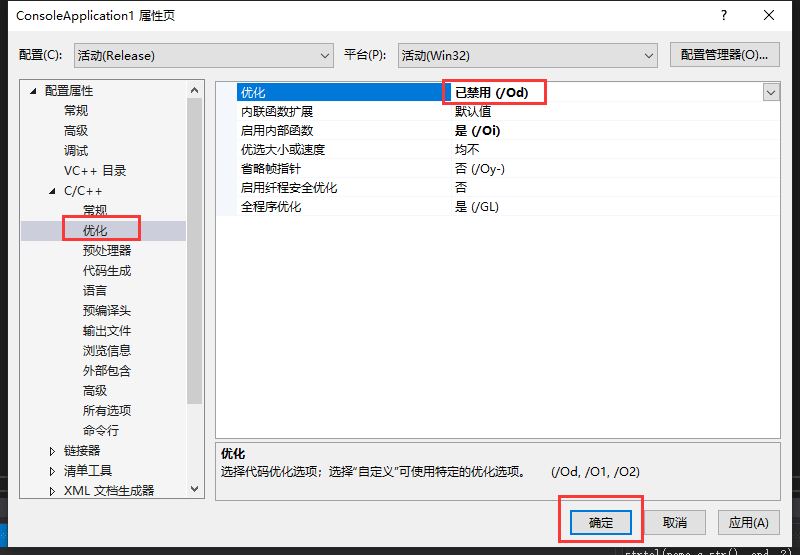 ConsoleApplication1 属性页
配置(C): 活动(Release) 平台(P): 活动(Win32) 配置管理器(O)...
配置属性
常规
高级
调试
VC++ 目录
C/C++
常规
优化
预处理器
代码生成
语言
预编译头
输出文件
浏览信息
外部包含
高级
所有选项
命令行
链接器
清单工具
XML 文档生成器
优化 已禁用 (/Od)
内联函数扩展 默认值
启用内部函数 是 (/Oi)
优选大小或速度 均不
省略帧指针 否 (/Oy-)
启用纤程安全优化 否
全程序优化 是 (/GL)
优化
选择代码优化选项；选择“自定义”可使用特定的优化选项。 (/Od, /O1, /O2)
确定 取消 应用(A)